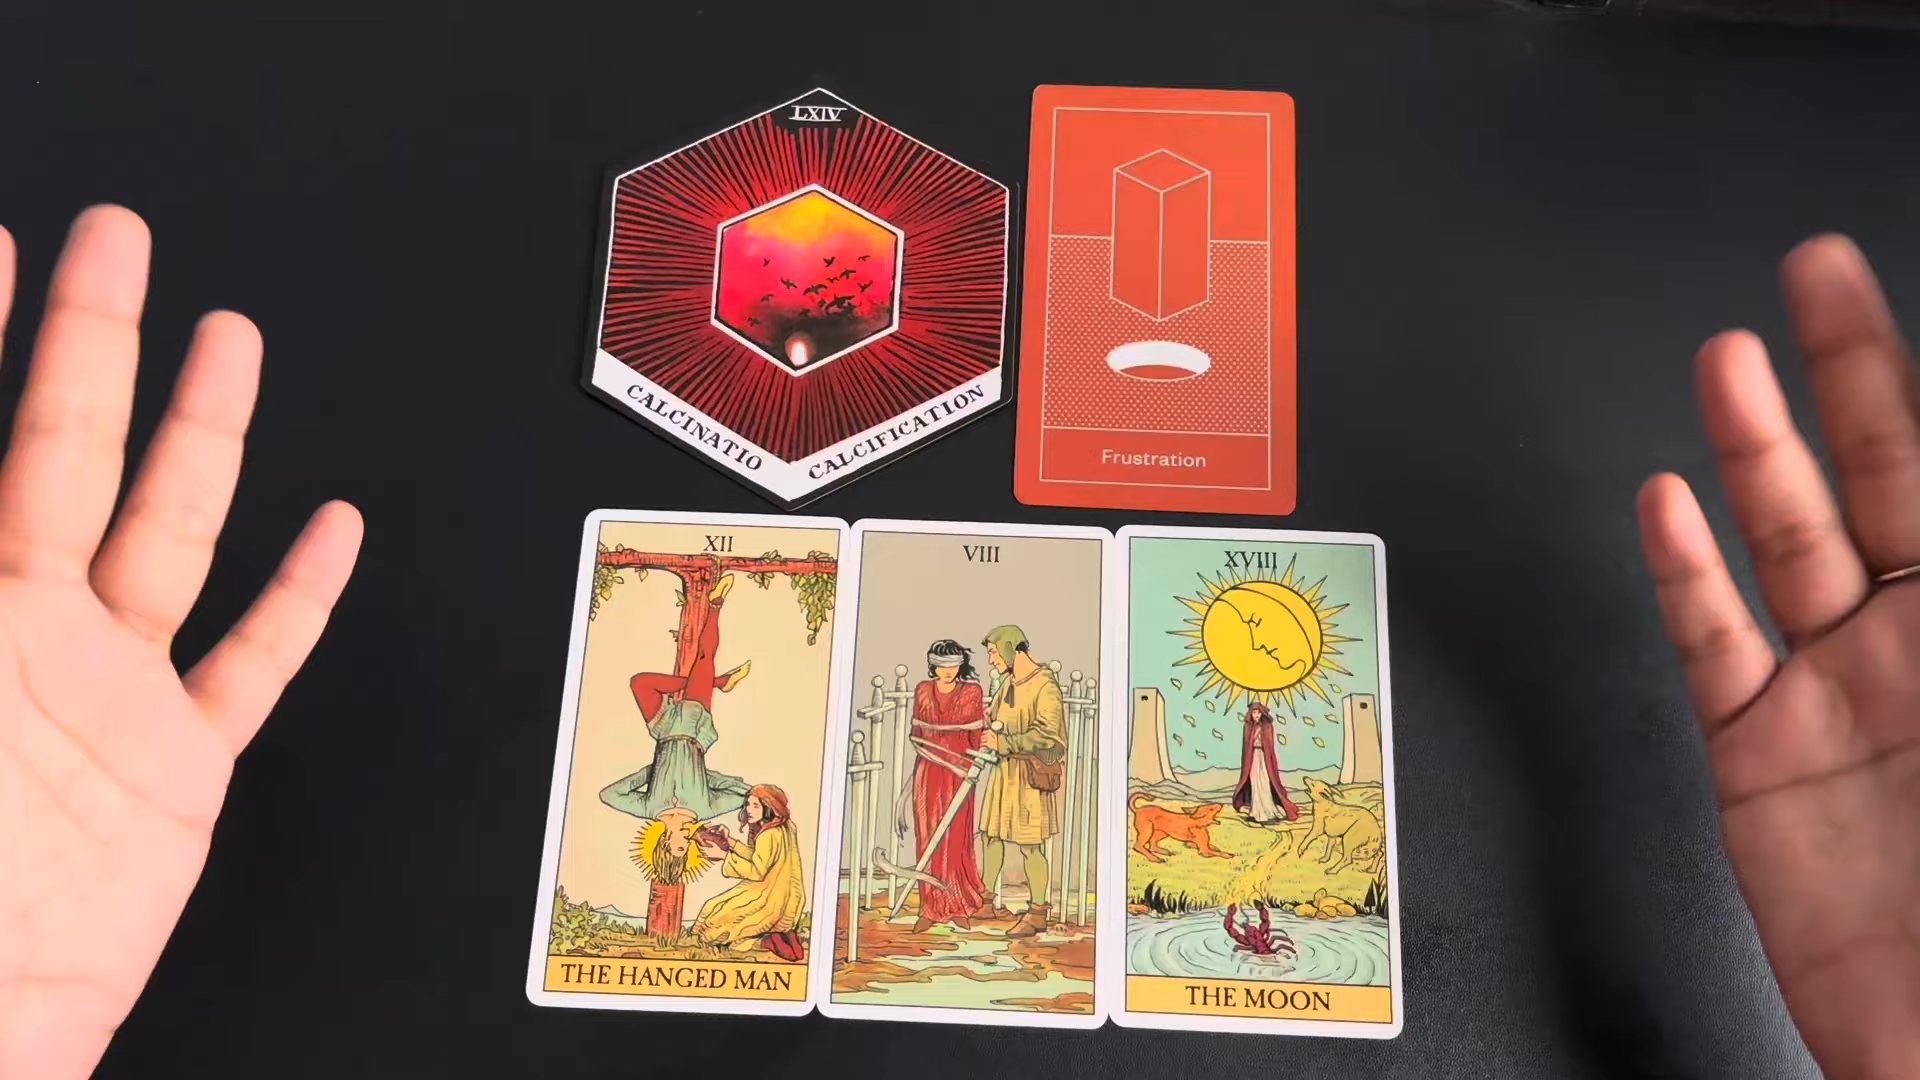 LXIV
CALCINATIO
CALCIFICATION
Frustration
XII
THE HANGED MAN
VIII
XVIII
THE MOON